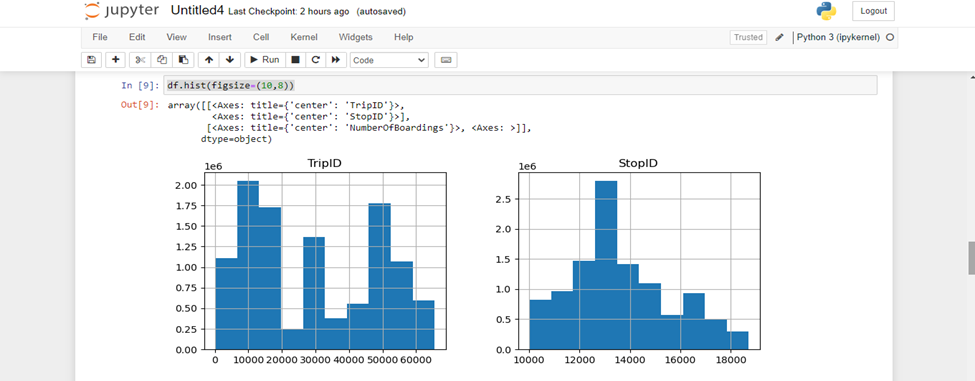 jupyter Untitled4 Last Checkpoint: 2 hours ago (autosaved) Logout
File Edit View Insert Cell Kernel Widgets Help Trusted Python 3 (ipykernel)
Run Code
In [9]: df.hist(figsize=(10,8))
Out[9]: array([[<Axes: title={'center': 'TripID'}>,
<Axes: title={'center': 'StopID'}>],
[<Axes: title={'center': 'NumberOfBoardings'}>, <Axes: >]],
dtype=object)
TripID
1e6
2.00
1.75
1.50
1.25
1.00
0.75
0.50
0.25
0.00
0 10000 20000 30000 40000 50000 60000
StopID
1e6
2.5
2.0
1.5
1.0
0.5
0.0
10000 12000 14000 16000 18000